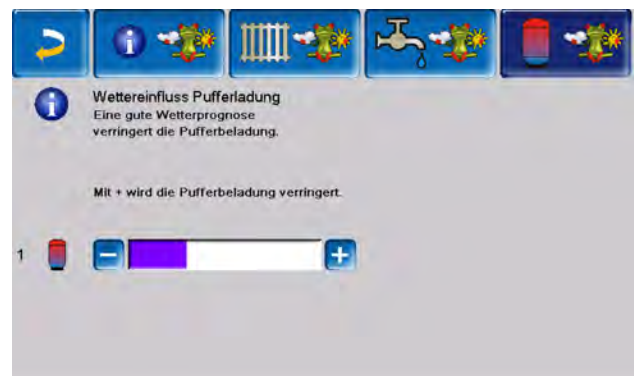 Wettereinfluss Pufferladung
Eine gute Wetterprognose
verringert die Pufferbeladung.
Mit + wird die Pufferbeladung verringert.
1